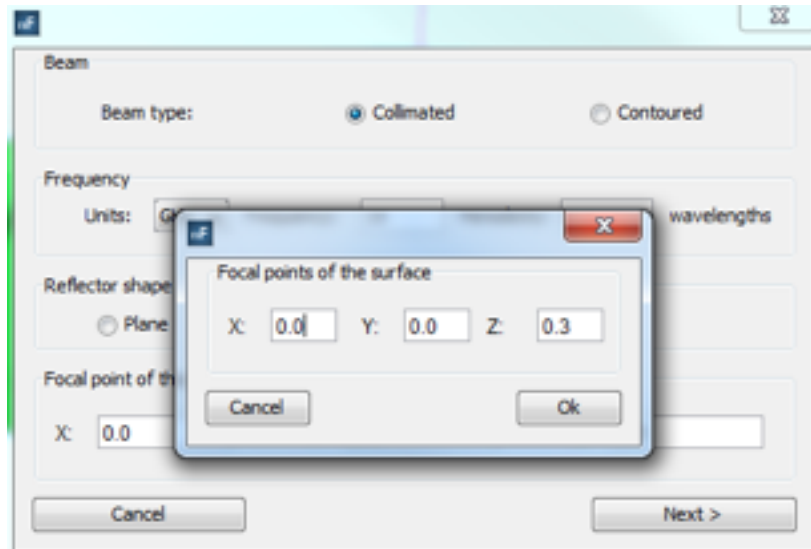 Beam
Beam type: Collimated Contoured
Frequency
Units: wavelengths
Focal points of the surface
Reflector shape
Plane
X: 0.0 Y: 0.0 Z: 0.3
Focal point of the
Cancel Ok
X: 0.0
Cancel Next >